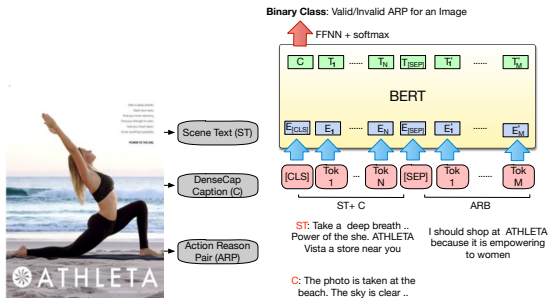 Binary Class: Valid/Invalid ARP for an Image
FFNN + softmax
C T1 ...... TN T[SEP] T'1 ...... T'M
BERT
E[CLS] E1 ...... EN E[SEP] E'1 ...... EM
[CLS] Tok 1 ...... Tok N [SEP] Tok 1 ...... Tok M
ST+ C
ARB
Scene Text (ST)
DenseCap Caption (C)
Action Reason Pair (ARP)
POWER TO THE SHE
ATHLETA
ST: Take a deep breath ..
Power of the she. ATHLETA
Vista a store near you
I should shop at ATHLETA
because it is empowering
to women
C: The photo is taken at the
beach. The sky is clear ..